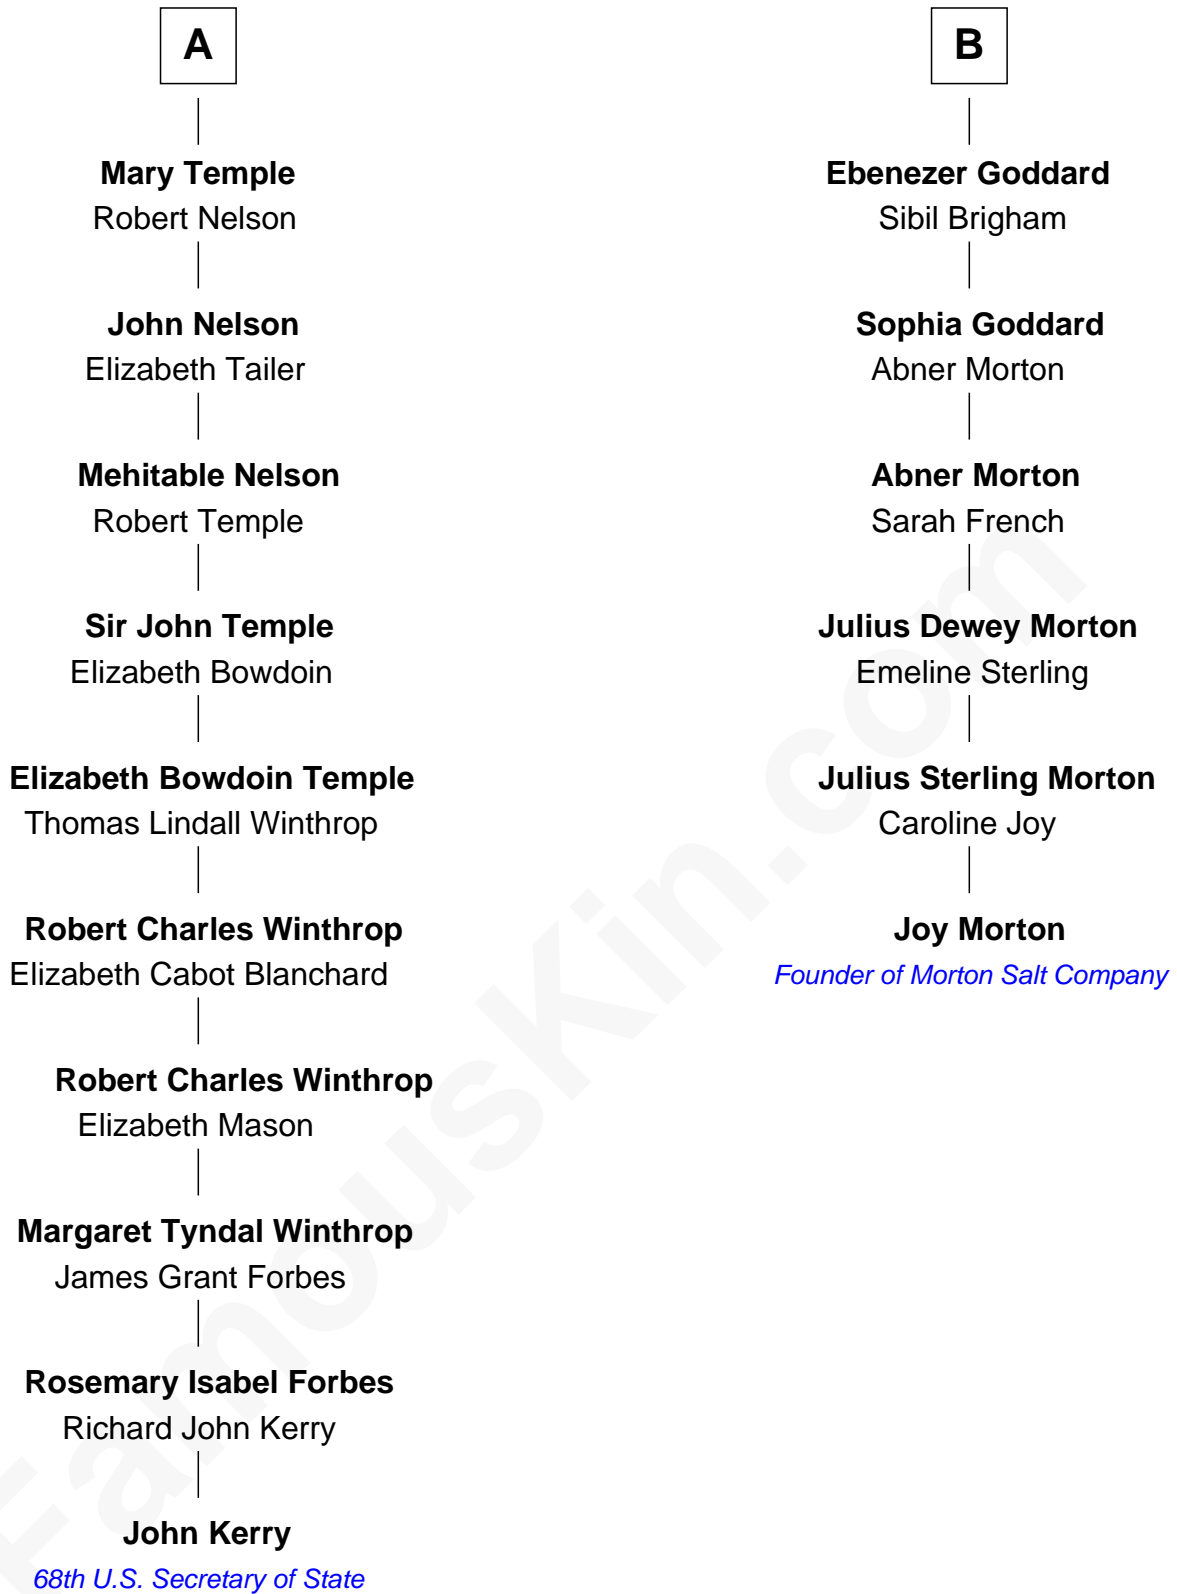 A
Mary Temple
Robert Nelson
John Nelson
Elizabeth Tailer
Mehitable Nelson
Robert Temple
Sir John Temple
Elizabeth Bowdoin
Elizabeth Bowdoin Temple
Thomas Lindall Winthrop
Robert Charles Winthrop
Elizabeth Cabot Blanchard
Robert Charles Winthrop
Elizabeth Mason
Margaret Tyndal Winthrop
James Grant Forbes
Rosemary Isabel Forbes
Richard John Kerry
John Kerry
68th U.S. Secretary of State
B
Ebenezer Goddard
Sibil Brigham
Sophia Goddard
Abner Morton
Abner Morton
Sarah French
Julius Dewey Morton
Emeline Sterling
Julius Sterling Morton
Caroline Joy
Joy Morton
Founder of Morton Salt Company
FamousKin.com